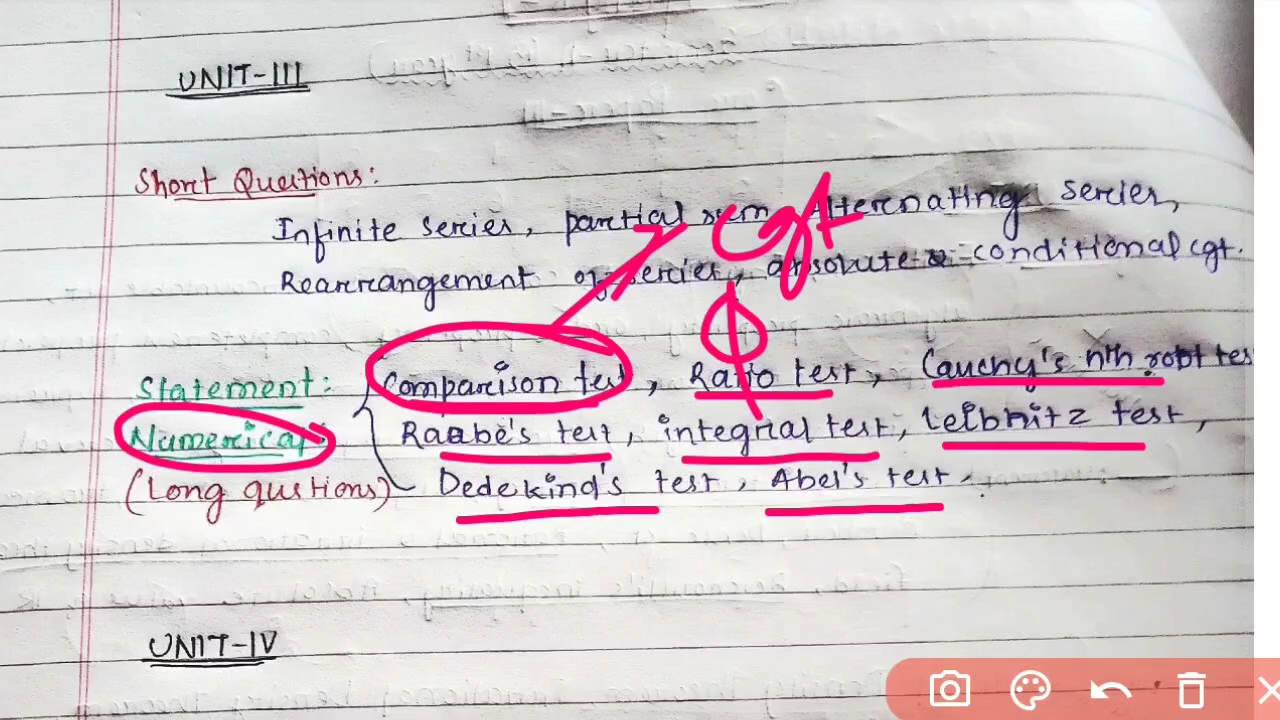 UNIT-III
Short Questions:
Infinite series, partial sum, Alternating series,
Rearrangement of series, absolute & conditional cgt.
cgt
Statement: Comparison test, Ratio test, Cauchy's nth root tes
Numerical: Raabe's test, integral test, Leibnitz test,
(Long qustions) Dedekind's test, Abel's test.
UNIT-IV